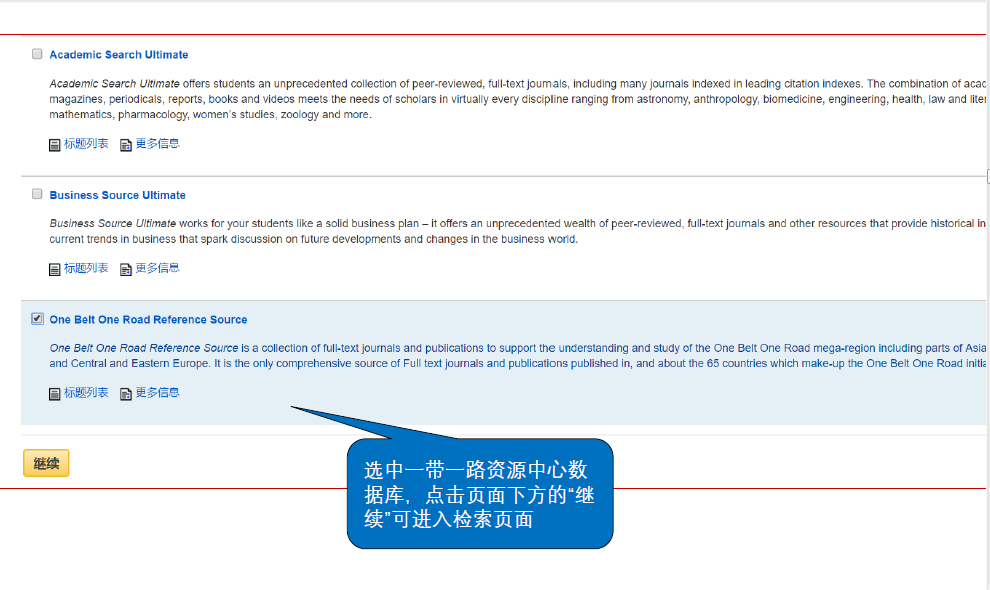 Academic Search Ultimate
Academic Search Ultimate offers students an unprecedented collection of peer-reviewed, full-text journals, including many journals indexed in leading citation indexes. The combination of
magazines, periodicals, reports, books and videos meets the needs of scholars in virtually every discipline ranging from astronomy, anthropology, biomedicine, engineering, health, law and
mathematics, pharmacology, women's studies, zoology and more.
标题列表 更多信息
Business Source Ultimate
Business Source Ultimate works for your students like a solid business plan – it offers an unprecedented wealth of peer-reviewed, full-text journals and other resources that provide historical in
current trends in business that spark discussion on future developments and changes in the business world.
标题列表 更多信息
One Belt One Road Reference Source
One Belt One Road Reference Source is a collection of full-text journals and publications to support the understanding and study of the One Belt One Road mega-region including parts of Asia
and Central and Eastern Europe. It is the only comprehensive source of Full text journals and publications published in, and about the 65 countries which make-up the One Belt One Road initia
标题列表 更多信息
继续
选中一带一路资源中心数
据库，点击页面下方的“继
续”可进入检索页面